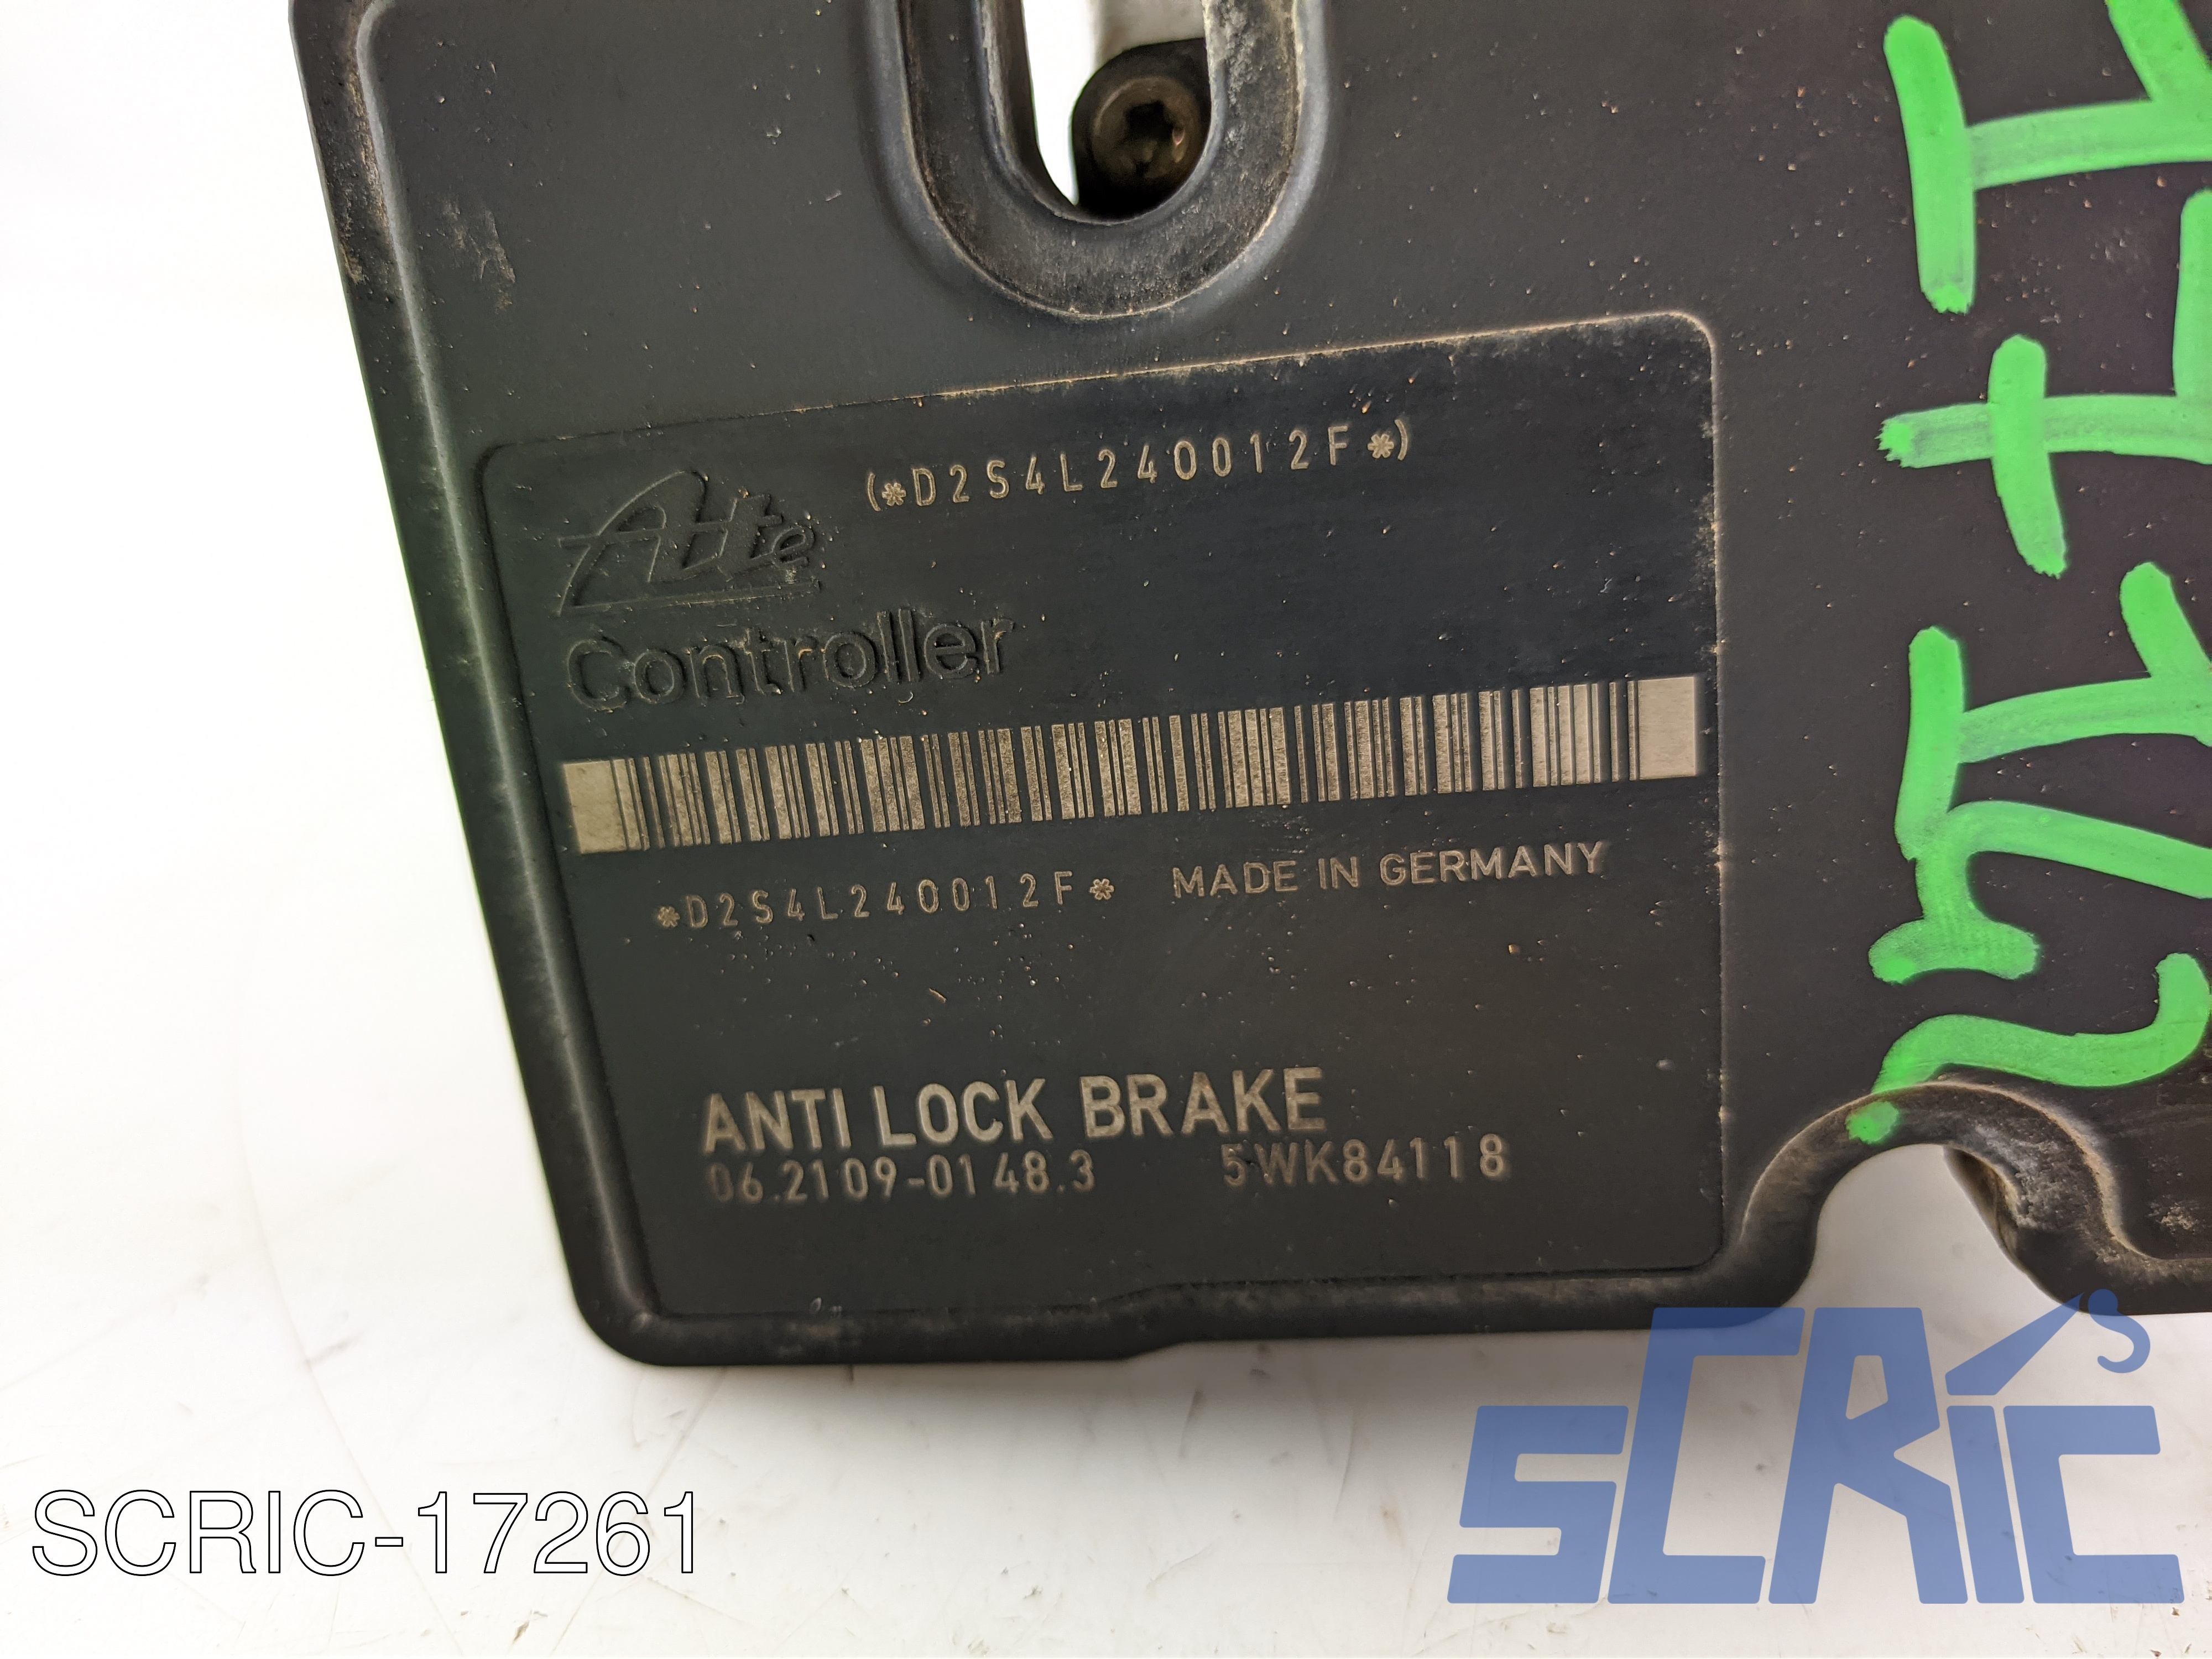 (*D2S4L240012F*)
Ate
Controller
*D2S4L240012F* MADE IN GERMANY
ANTI LOCK BRAKE
06.2109-0148.3 5WK84118
SCRIC-17261
SCRIC